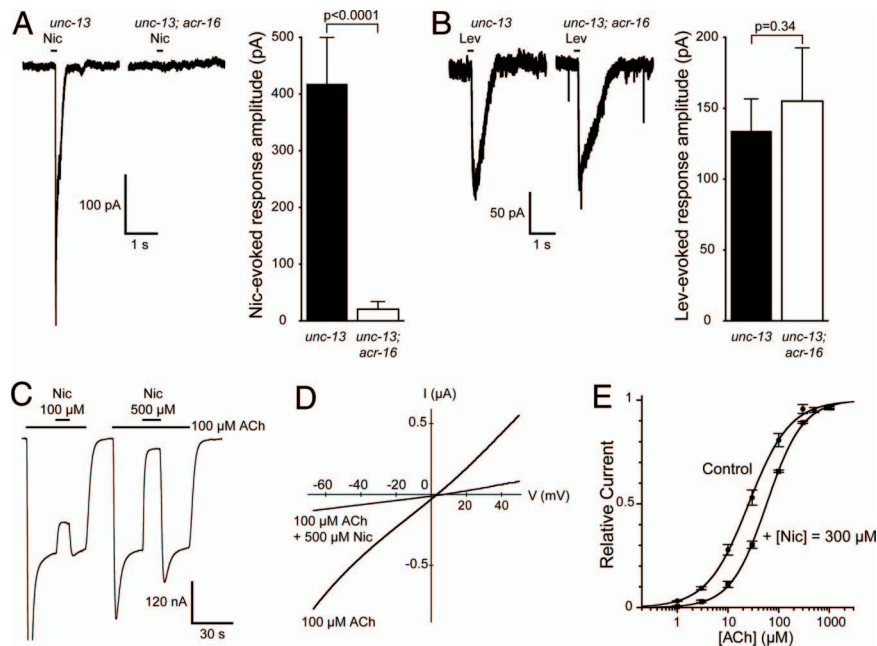 A
unc-13
Nic
unc-13; acr-16
Nic
100 pA
1 s
p<0.0001
Nic-evoked response amplitude (pA)
500
400
300
200
100
0
unc-13
unc-13;
acr-16
B
unc-13
Lev
unc-13; acr-16
Lev
50 pA
1 s
p=0.34
Lev-evoked response amplitude (pA)
200
150
100
50
0
unc-13
unc-13;
acr-16
C
Nic
100 µM
Nic
500 µM
100 µM ACh
120 nA
30 s
D
I (µA)
0.5
-60
-40
-20
0
20
40
V (mV)
100 µM ACh
+ 500 µM Nic
-0.5
100 µM ACh
E
Relative Current
1
0.5
0
Control
+ [Nic] = 300 µM
1
10
100
1000
[ACh] (µM)